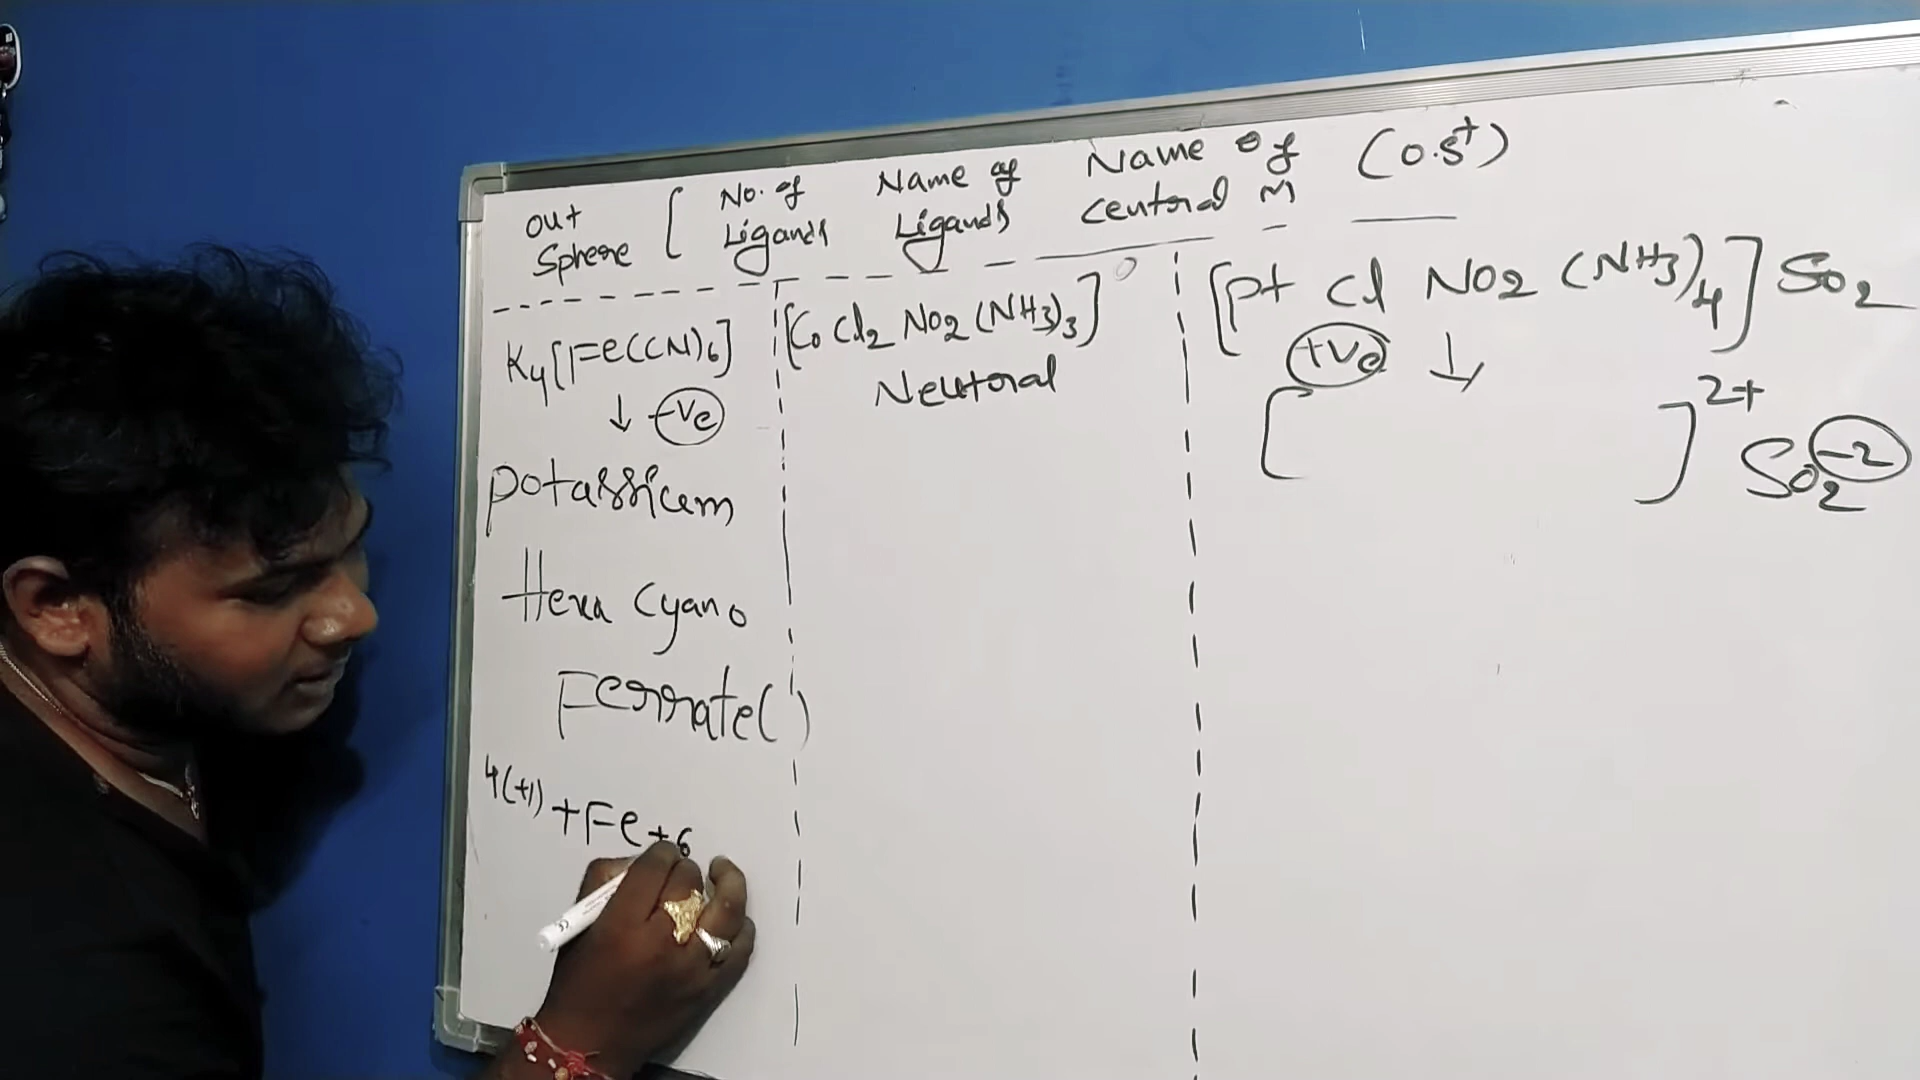 out Sphere [ No. of Ligands Name of Ligands Name of central M (O.S+)
K4[Fe(CN)6]
↓ -ve
potassium
Hexa cyano
Ferrate( )
4(+1) + Fe + 6
[Co Cl2 NO2 (NH3)3]0
Neutral
[Pt Cl NO2 (NH3)4] SO2
+ve ↓
[ ]2+ SO2 -2